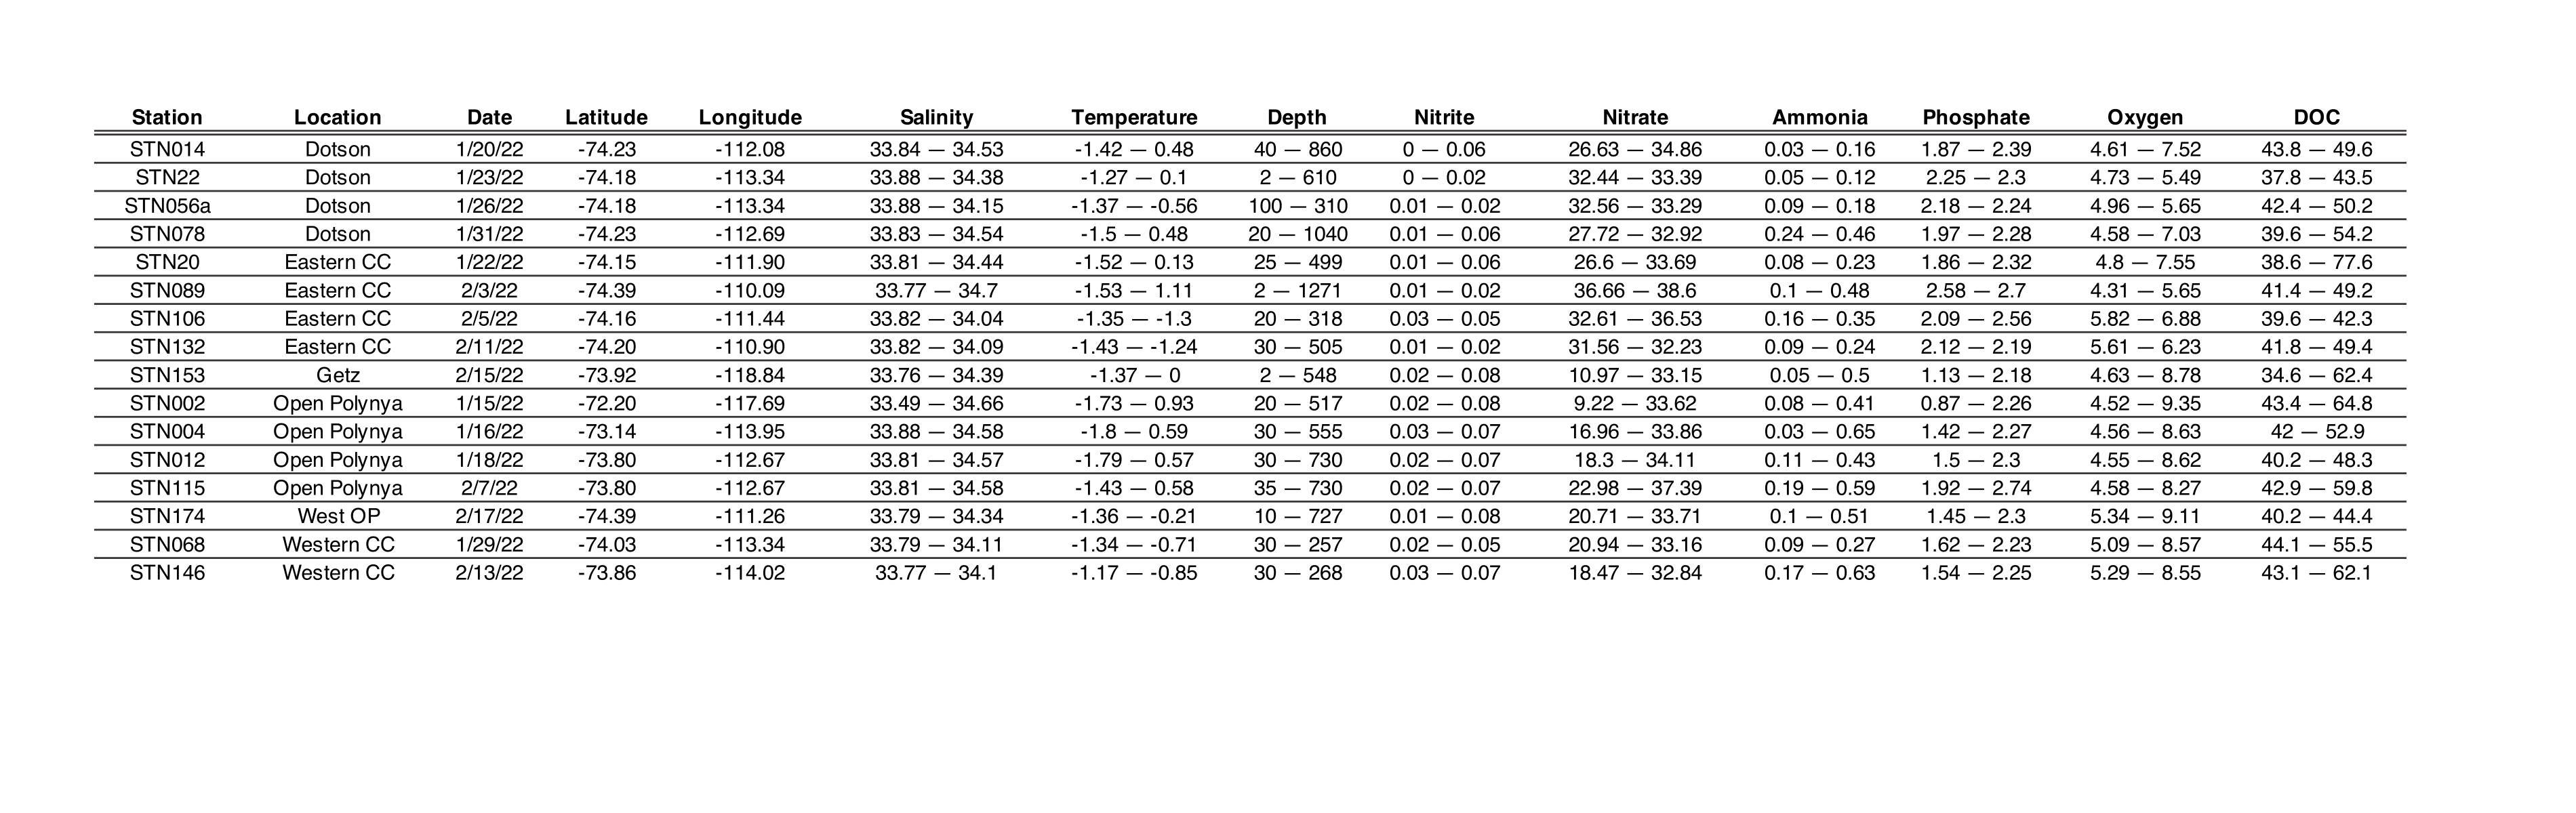 Station Location Date Latitude Longitude Salinity Temperature Depth Nitrite Nitrate Ammonia Phosphate Oxygen DOC
STN014 Dotson 1/20/22 -74.23 -112.08 33.84 — 34.53 -1.42 — 0.48 40 — 860 0 — 0.06 26.63 — 34.86 0.03 — 0.16 1.87 — 2.39 4.61 — 7.52 43.8 — 49.6
STN22 Dotson 1/23/22 -74.18 -113.34 33.88 — 34.38 -1.27 — 0.1 2 — 610 0 — 0.02 32.44 — 33.39 0.05 — 0.12 2.25 — 2.3 4.73 — 5.49 37.8 — 43.5
STN056a Dotson 1/26/22 -74.18 -113.34 33.88 — 34.15 -1.37 — -0.56 100 — 310 0.01 — 0.02 32.56 — 33.29 0.09 — 0.18 2.18 — 2.24 4.96 — 5.65 42.4 — 50.2
STN078 Dotson 1/31/22 -74.23 -112.69 33.83 — 34.54 -1.5 — 0.48 20 — 1040 0.01 — 0.06 27.72 — 32.92 0.24 — 0.46 1.97 — 2.28 4.58 — 7.03 39.6 — 54.2
STN20 Eastern CC 1/22/22 -74.15 -111.90 33.81 — 34.44 -1.52 — 0.13 25 — 499 0.01 — 0.06 26.6 — 33.69 0.08 — 0.23 1.86 — 2.32 4.8 — 7.55 38.6 — 77.6
STN089 Eastern CC 2/3/22 -74.39 -110.09 33.77 — 34.7 -1.53 — 1.11 2 — 1271 0.01 — 0.02 36.66 — 38.6 0.1 — 0.48 2.58 — 2.7 4.31 — 5.65 41.4 — 49.2
STN106 Eastern CC 2/5/22 -74.16 -111.44 33.82 — 34.04 -1.35 — -1.3 20 — 318 0.03 — 0.05 32.61 — 36.53 0.16 — 0.35 2.09 — 2.56 5.82 — 6.88 39.6 — 42.3
STN132 Eastern CC 2/11/22 -74.20 -110.90 33.82 — 34.09 -1.43 — -1.24 30 — 505 0.01 — 0.02 31.56 — 32.23 0.09 — 0.24 2.12 — 2.19 5.61 — 6.23 41.8 — 49.4
STN153 Getz 2/15/22 -73.92 -118.84 33.76 — 34.39 -1.37 — 0 2 — 548 0.02 — 0.08 10.97 — 33.15 0.05 — 0.5 1.13 — 2.18 4.63 — 8.78 34.6 — 62.4
STN002 Open Polynya 1/15/22 -72.20 -117.69 33.49 — 34.66 -1.73 — 0.93 20 — 517 0.02 — 0.08 9.22 — 33.62 0.08 — 0.41 0.87 — 2.26 4.52 — 9.35 43.4 — 64.8
STN004 Open Polynya 1/16/22 -73.14 -113.95 33.88 — 34.58 -1.8 — 0.59 30 — 555 0.03 — 0.07 16.96 — 33.86 0.03 — 0.65 1.42 — 2.27 4.56 — 8.63 42 — 52.9
STN012 Open Polynya 1/18/22 -73.80 -112.67 33.81 — 34.57 -1.79 — 0.57 30 — 730 0.02 — 0.07 18.3 — 34.11 0.11 — 0.43 1.5 — 2.3 4.55 — 8.62 40.2 — 48.3
STN115 Open Polynya 2/7/22 -73.80 -112.67 33.81 — 34.58 -1.43 — 0.58 35 — 730 0.02 — 0.07 22.98 — 37.39 0.19 — 0.59 1.92 — 2.74 4.58 — 8.27 42.9 — 59.8
STN174 West OP 2/17/22 -74.39 -111.26 33.79 — 34.34 -1.36 — -0.21 10 — 727 0.01 — 0.08 20.71 — 33.71 0.1 — 0.51 1.45 — 2.3 5.34 — 9.11 40.2 — 44.4
STN068 Western CC 1/29/22 -74.03 -113.34 33.79 — 34.11 -1.34 — -0.71 30 — 257 0.02 — 0.05 20.94 — 33.16 0.09 — 0.27 1.62 — 2.23 5.09 — 8.57 44.1 — 55.5
STN146 Western CC 2/13/22 -73.86 -114.02 33.77 — 34.1 -1.17 — -0.85 30 — 268 0.03 — 0.07 18.47 — 32.84 0.17 — 0.63 1.54 — 2.25 5.29 — 8.55 43.1 — 62.1